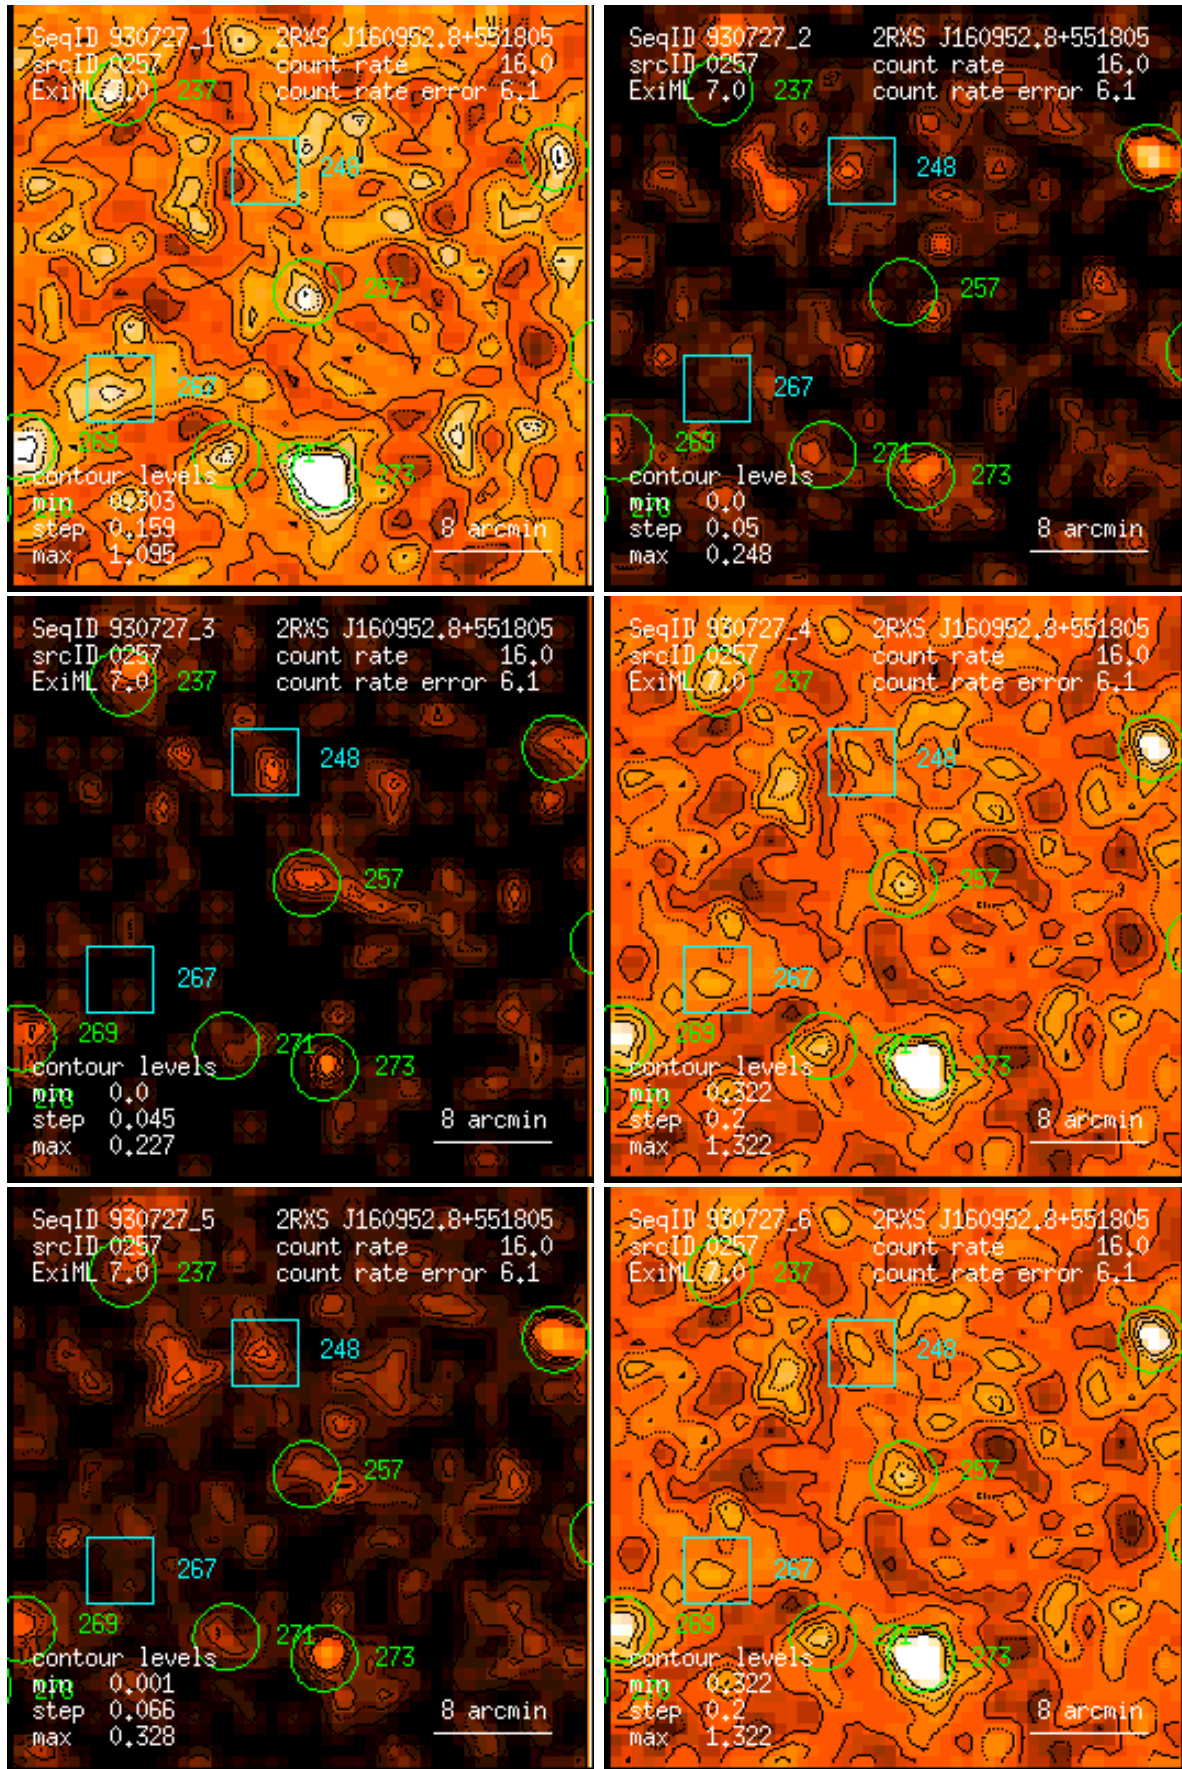 SeqID 930727_1 2RXS J160952.8+551805
srcID 0257 count rate 16.0
ExiML 7.0 237 count rate error 6.1
248
257
267
269 271
contour levels 273
min 0.303
step 0.159 8 arcmin
max 1.095
SeqID 930727_2 2RXS J160952.8+551805
srcID 0257 count rate 16.0
ExiML 7.0 237 count rate error 6.1
248
257
267
269 271
contour levels 273
min 0.0
step 0.05 8 arcmin
max 0.248
SeqID 930727_3 2RXS J160952.8+551805
srcID 0257 count rate 16.0
ExiML 7.0 237 count rate error 6.1
248
257
267
269 271
contour levels 273
min 0.0
step 0.045 8 arcmin
max 0.227
SeqID 930727_4 2RXS J160952.8+551805
srcID 0257 count rate 16.0
ExiML 7.0 237 count rate error 6.1
248
257
267
269 271
contour levels 273
min 0.322
step 0.2 8 arcmin
max 1.322
SeqID 930727_5 2RXS J160952.8+551805
srcID 0257 count rate 16.0
ExiML 7.0 237 count rate error 6.1
248
257
267
269 271
contour levels 273
min 0.001
step 0.066 8 arcmin
max 0.328
SeqID 930727_6 2RXS J160952.8+551805
srcID 0257 count rate 16.0
ExiML 7.0 237 count rate error 6.1
248
257
267
269 271
contour levels 273
min 0.322
step 0.2 8 arcmin
max 1.322